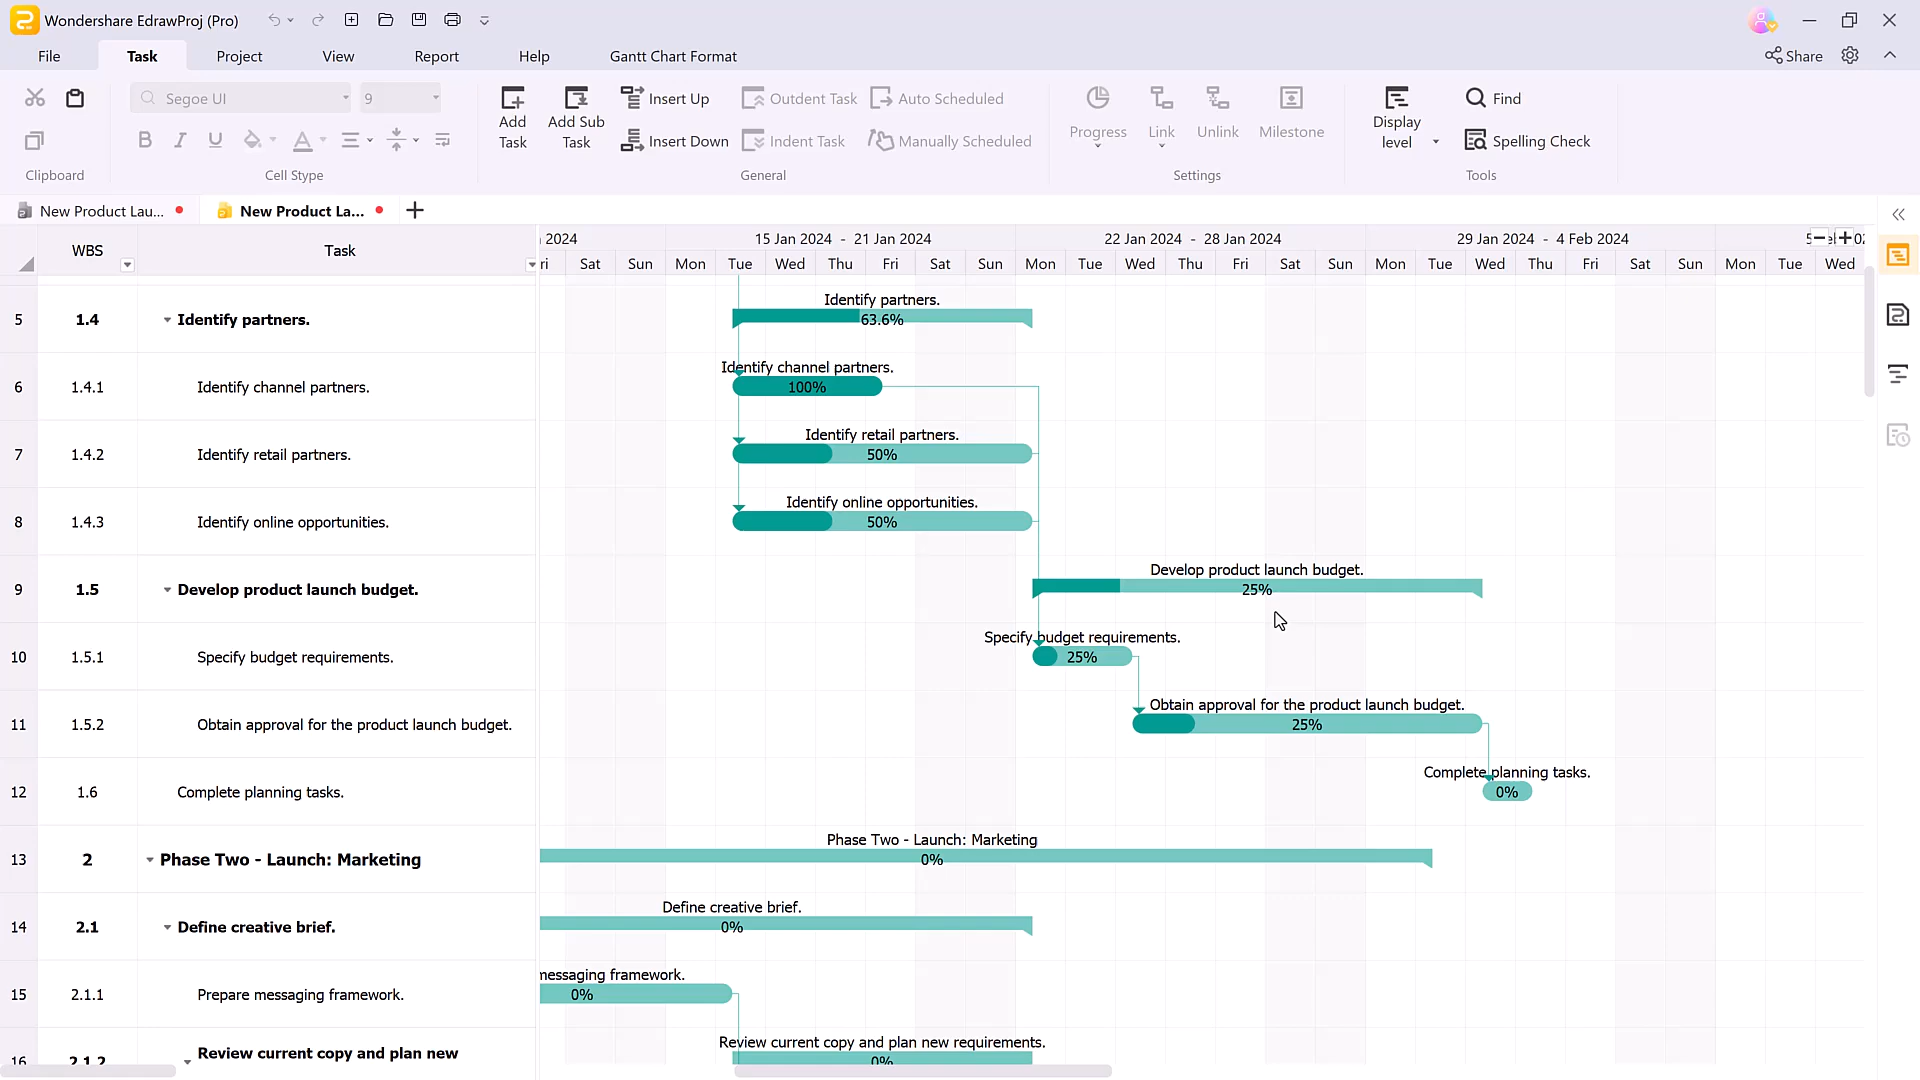 Wondershare EdrawProj (Pro)
File Task Project View Report Help Gantt Chart Format Share
Segoe UI 9
Add Task
Add Sub Task
Insert Up
Insert Down
Outdent Task
Indent Task
Auto Scheduled
Manually Scheduled
Progress
Link
Unlink
Milestone
Display level
Find
Spelling Check
Clipboard Cell Stype General Settings Tools
New Product Lau... New Product La...
WBS Task
2024 15 Jan 2024 - 21 Jan 2024 22 Jan 2024 - 28 Jan 2024 29 Jan 2024 - 4 Feb 2024
ri Sat Sun Mon Tue Wed Thu Fri Sat Sun Mon Tue Wed Thu Fri Sat Sun Mon Tue Wed Thu Fri Sat Sun Mon Tue Wed
5 1.4 Identify partners.
Identify partners.
63.6%
6 1.4.1 Identify channel partners.
Identify channel partners.
100%
7 1.4.2 Identify retail partners.
Identify retail partners.
50%
8 1.4.3 Identify online opportunities.
Identify online opportunities.
50%
9 1.5 Develop product launch budget.
Develop product launch budget.
25%
10 1.5.1 Specify budget requirements.
Specify budget requirements.
25%
11 1.5.2 Obtain approval for the product launch budget.
Obtain approval for the product launch budget.
25%
12 1.6 Complete planning tasks.
Complete planning tasks.
0%
13 2 Phase Two - Launch: Marketing
Phase Two - Launch: Marketing
0%
14 2.1 Define creative brief.
Define creative brief.
0%
15 2.1.1 Prepare messaging framework.
messaging framework.
0%
16 2.1.2 Review current copy and plan new
Review current copy and plan new requirements.
0%